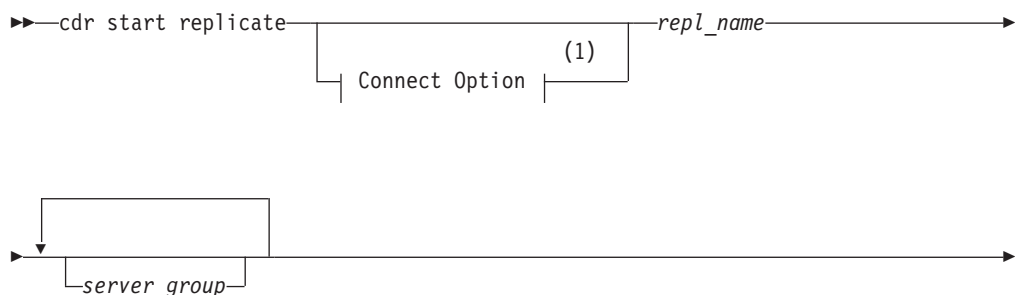 cdr start replicate repl_name
(1)
Connect Option
server group